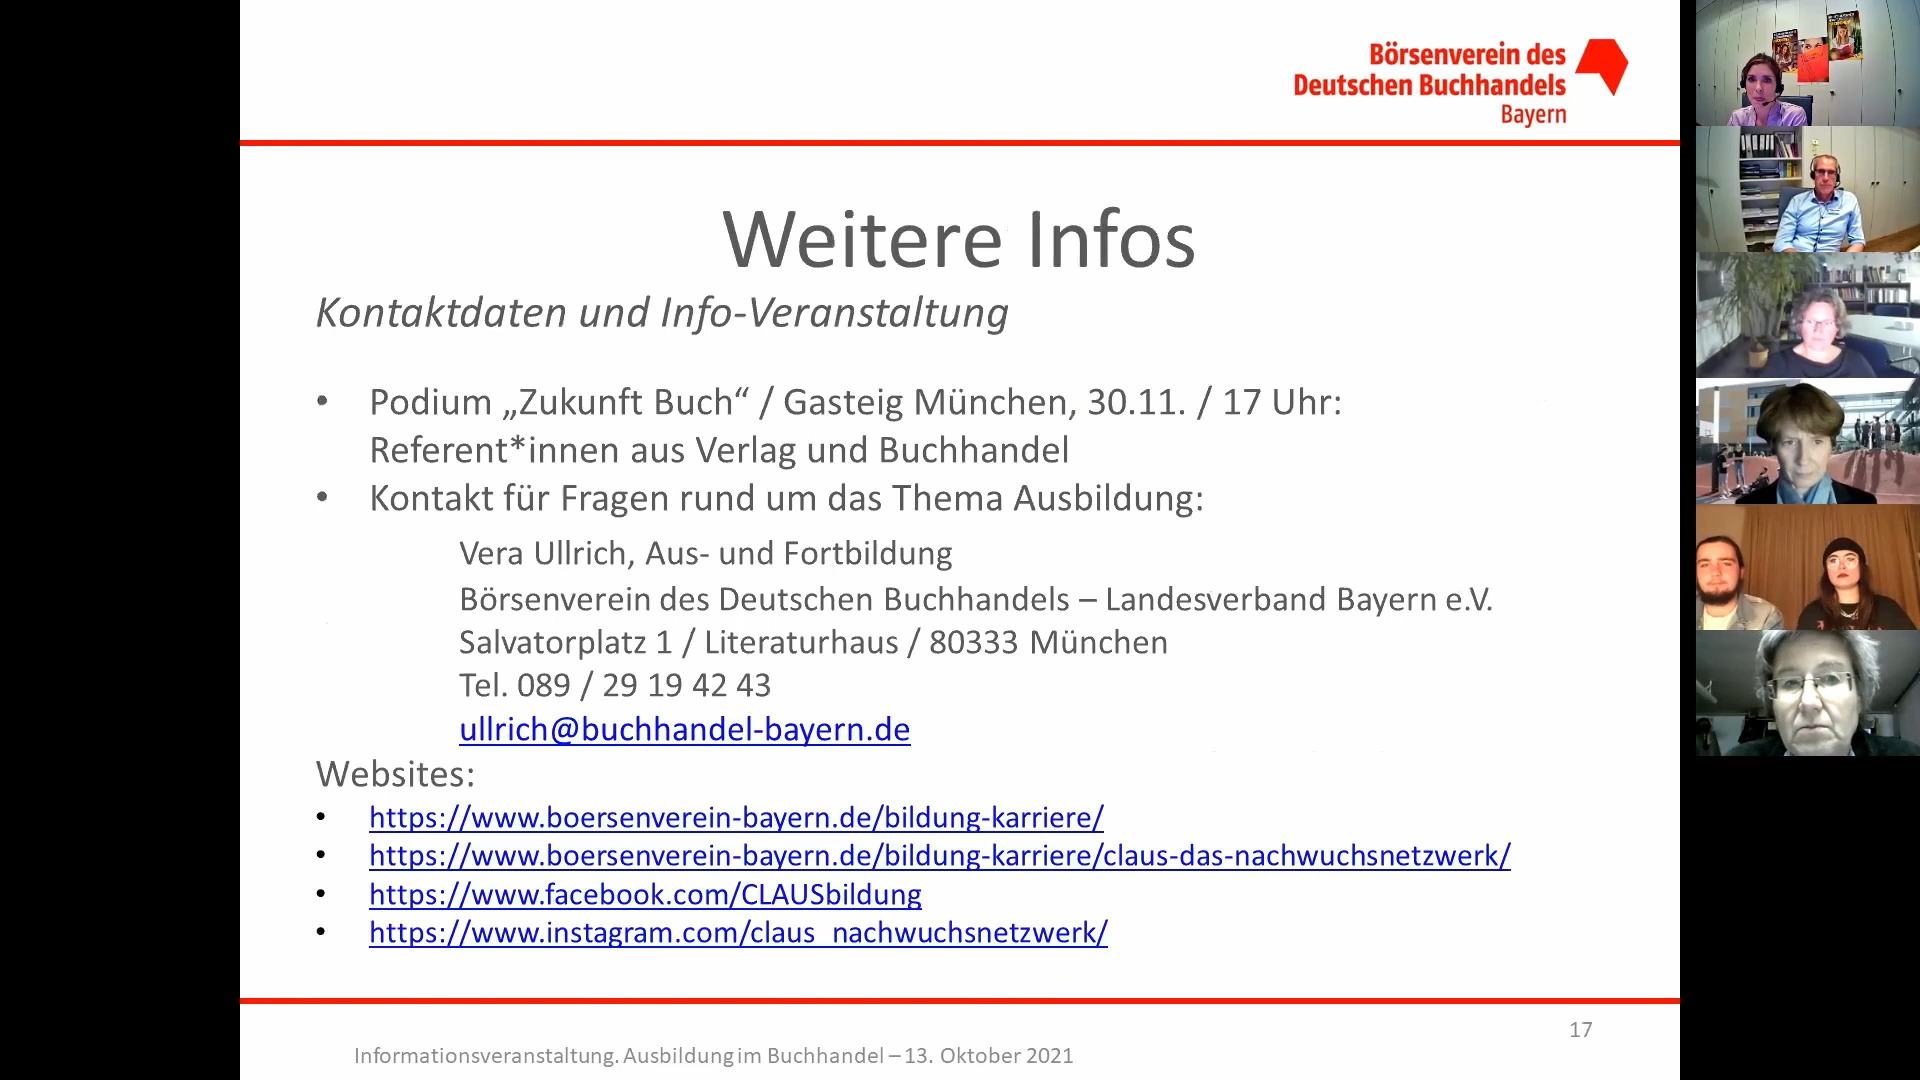 Börsenverein des
Deutschen Buchhandels
Bayern
Weitere Infos
Kontaktdaten und Info-Veranstaltung
• Podium „Zukunft Buch“ / Gasteig München, 30.11. / 17 Uhr:
Referent*innen aus Verlag und Buchhandel
• Kontakt für Fragen rund um das Thema Ausbildung:
Vera Ullrich, Aus- und Fortbildung
Börsenverein des Deutschen Buchhandels – Landesverband Bayern e.V.
Salvatorplatz 1 / Literaturhaus / 80333 München
Tel. 089 / 29 19 42 43
ullrich@buchhandel-bayern.de
Websites:
• https://www.boersenverein-bayern.de/bildung-karriere/
• https://www.boersenverein-bayern.de/bildung-karriere/claus-das-nachwuchsnetzwerk/
• https://www.facebook.com/CLAUSbildung
• https://www.instagram.com/claus_nachwuchsnetzwerk/
17
Informationsveranstaltung. Ausbildung im Buchhandel – 13. Oktober 2021